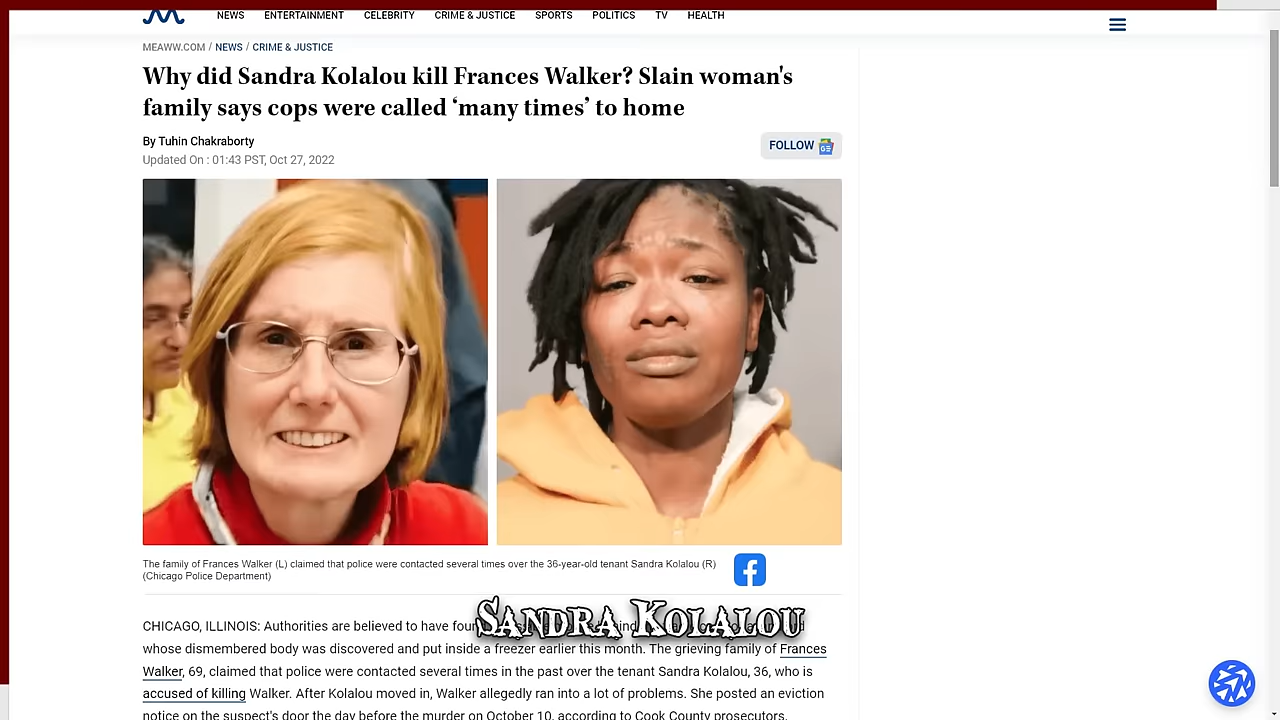 NEWS ENTERTAINMENT CELEBRITY CRIME & JUSTICE SPORTS POLITICS TV HEALTH
MEAWW.COM / NEWS / CRIME & JUSTICE
Why did Sandra Kolalou kill Frances Walker? Slain woman's
family says cops were called ‘many times’ to home
By Tuhin Chakraborty
Updated On : 01:43 PST, Oct 27, 2022
FOLLOW
The family of Frances Walker (L) claimed that police were contacted several times over the 36-year-old tenant Sandra Kolalou (R)
(Chicago Police Department)
SANDRA KOLALOU
CHICAGO, ILLINOIS: Authorities are believed to have
whose dismembered body was discovered and put inside a freezer earlier this month. The grieving family of Frances
Walker, 69, claimed that police were contacted several times in the past over the tenant Sandra Kolalou, 36, who is
accused of killing Walker. After Kolalou moved in, Walker allegedly ran into a lot of problems. She posted an eviction
notice on the suspect's door the day before the murder on October 10, according to Cook County prosecutors.